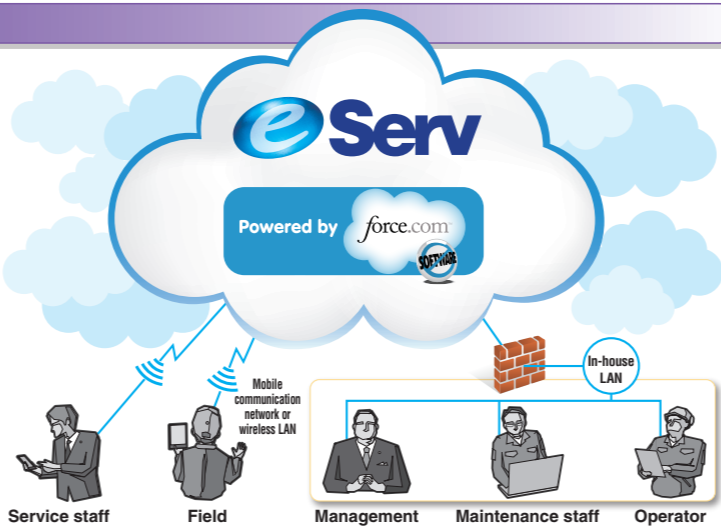 e Serv
Powered by force.com
SOFTWARE
In-house
LAN
Mobile
communication
network or
wireless LAN
Service staff
Field
Management
Maintenance staff
Operator